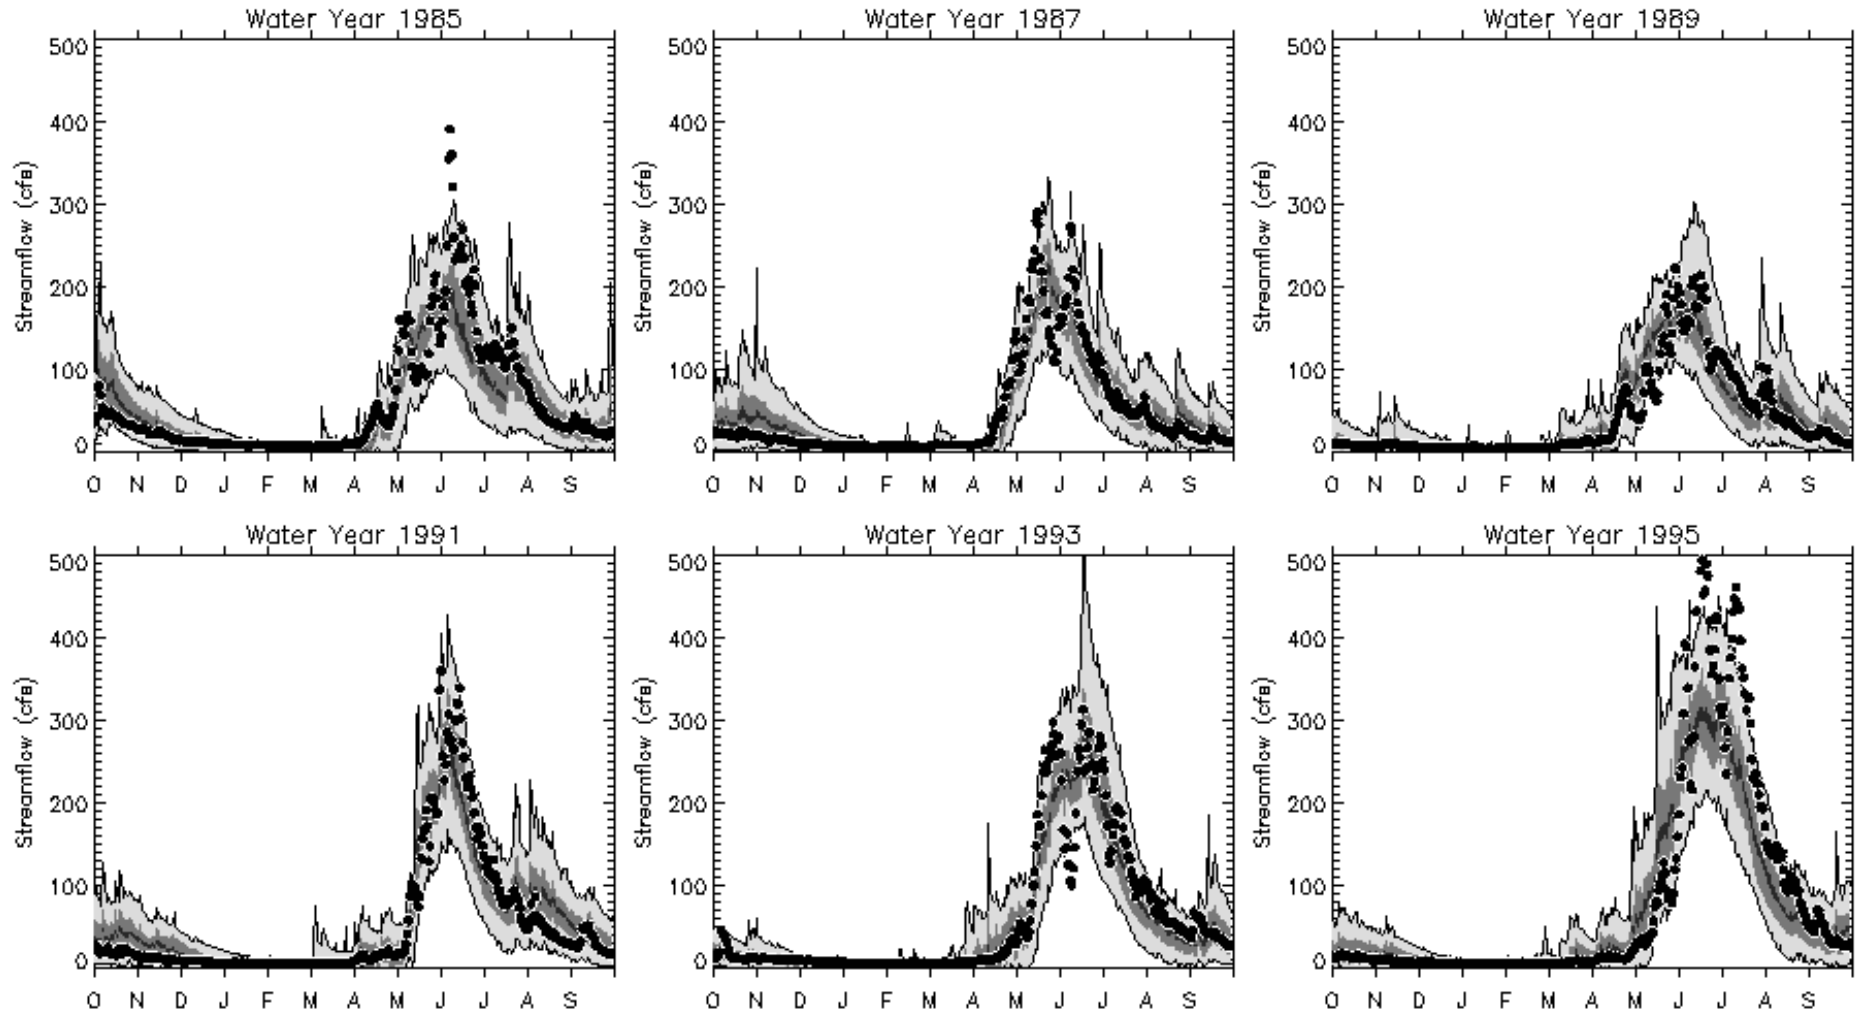 Water Year 1985 Water Year 1987 Water Year 1989
500 500 500
400 400 400
300 300 300
200 200 200
100 100 100
0 0 0
Streamflow (cfs) Streamflow (cfs) Streamflow (cfs)
O N D J F M A M J J A S O N D J F M A M J J A S O N D J F M A M J J A S
Water Year 1991 Water Year 1993 Water Year 1995
500 500 500
400 400 400
300 300 300
200 200 200
100 100 100
0 0 0
Streamflow (cfs) Streamflow (cfs) Streamflow (cfs)
O N D J F M A M J J A S O N D J F M A M J J A S O N D J F M A M J J A S